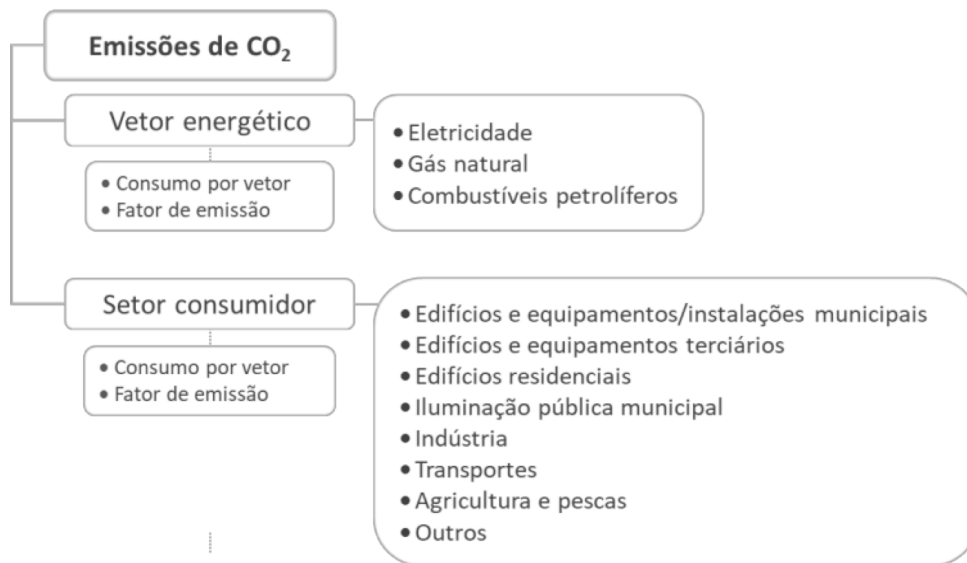 Emissões de CO₂
Vetor energético
• Consumo por vetor
• Fator de emissão
• Eletricidade
• Gás natural
• Combustíveis petrolíferos
Setor consumidor
• Consumo por vetor
• Fator de emissão
• Edifícios e equipamentos/instalações municipais
• Edifícios e equipamentos terciários
• Edifícios residenciais
• Iluminação pública municipal
• Indústria
• Transportes
• Agricultura e pescas
• Outros